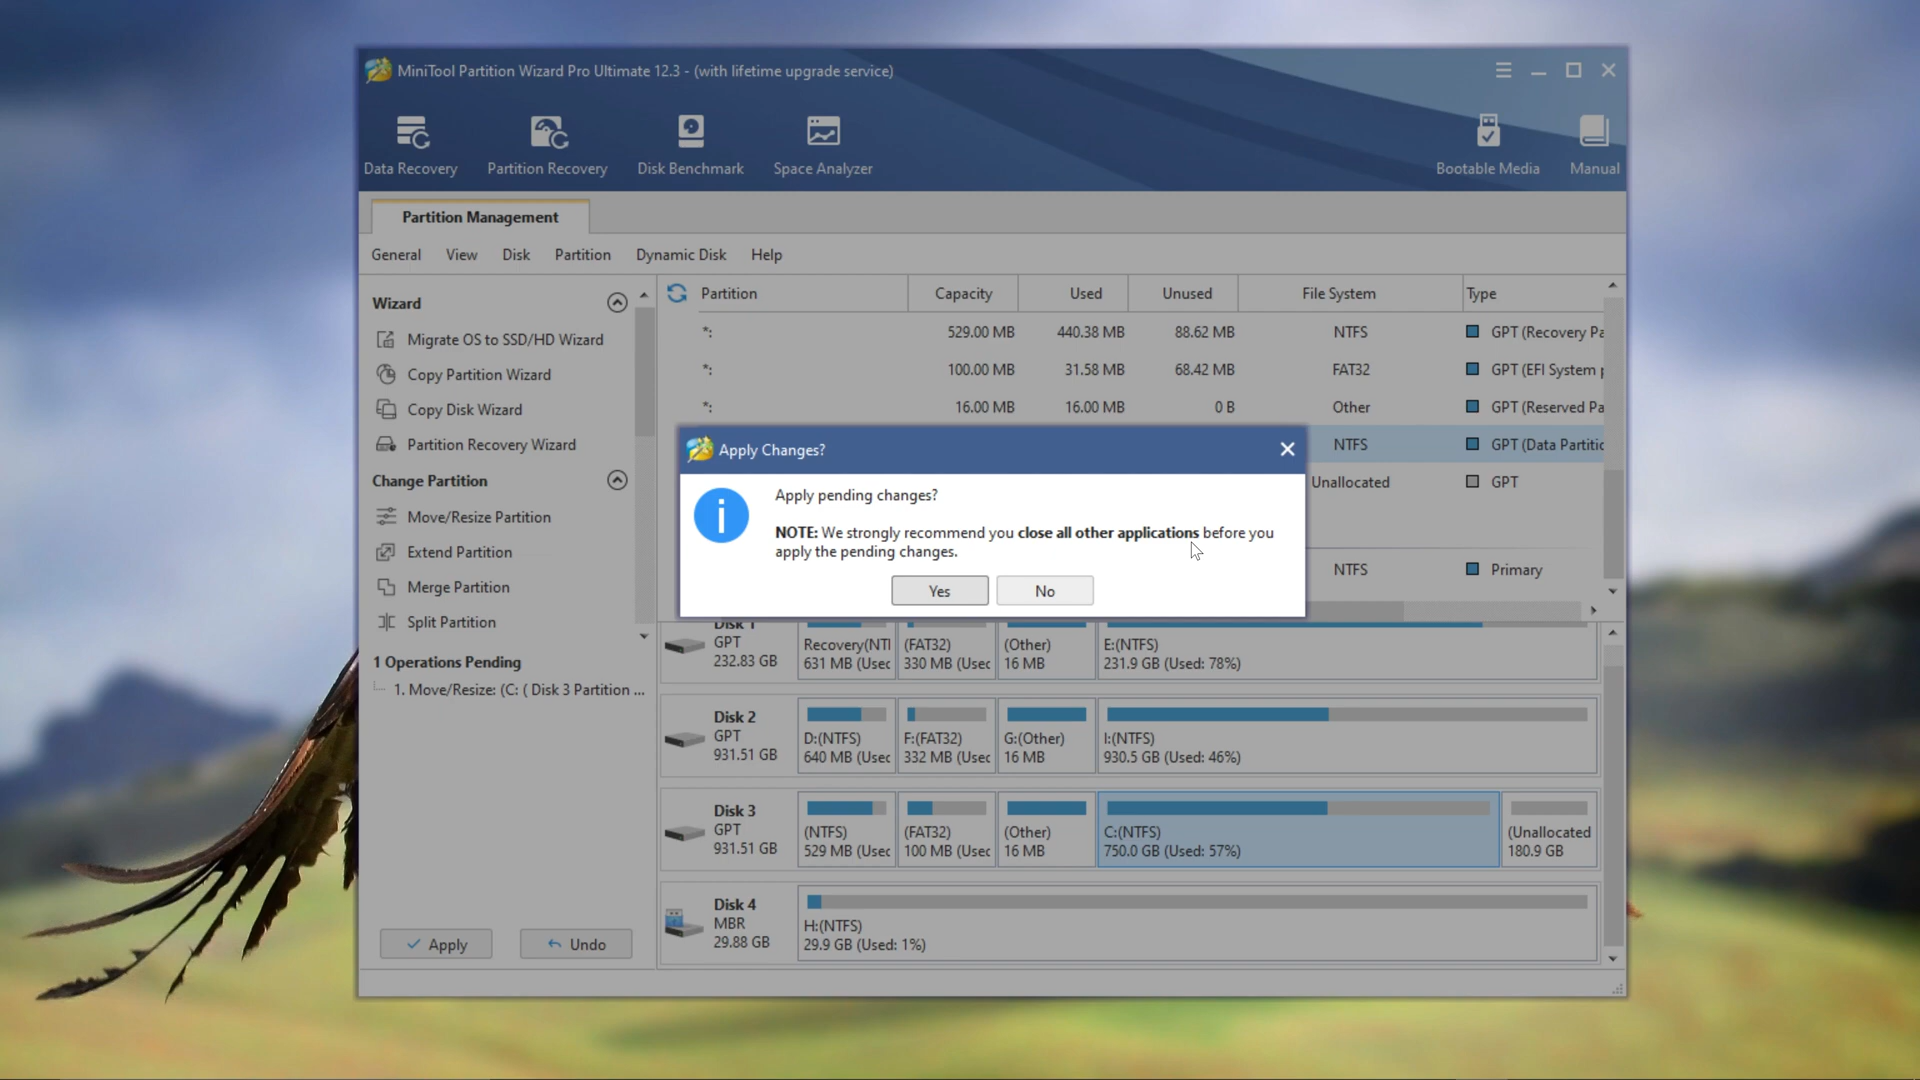 MiniTool Partition Wizard Pro Ultimate 12.3 - (with lifetime upgrade service)
Data Recovery
Partition Recovery
Disk Benchmark
Space Analyzer
Bootable Media
Manual
Partition Management
General View Disk Partition Dynamic Disk Help
Wizard
Migrate OS to SSD/HD Wizard
Copy Partition Wizard
Copy Disk Wizard
Partition Recovery Wizard
Change Partition
Move/Resize Partition
Extend Partition
Merge Partition
Split Partition
1 Operations Pending
1. Move/Resize: (C: ( Disk 3 Partition ...
Apply
Undo
Partition Capacity Used Unused File System Type
*: 529.00 MB 440.38 MB 88.62 MB NTFS GPT (Recovery Pa
*: 100.00 MB 31.58 MB 68.42 MB FAT32 GPT (EFI System p
*: 16.00 MB 16.00 MB 0 B Other GPT (Reserved Pa
NTFS GPT (Data Partitic
Unallocated GPT
NTFS Primary
Apply Changes?
Apply pending changes?
NOTE: We strongly recommend you close all other applications before you
apply the pending changes.
Yes
No
Disk 1
GPT
232.83 GB
Recovery(NTI
631 MB (Usec
(FAT32)
330 MB (Usec
(Other)
16 MB
E:(NTFS)
231.9 GB (Used: 78%)
Disk 2
GPT
931.51 GB
D:(NTFS)
640 MB (Usec
F:(FAT32)
332 MB (Usec
G:(Other)
16 MB
I:(NTFS)
930.5 GB (Used: 46%)
Disk 3
GPT
931.51 GB
(NTFS)
529 MB (Usec
(FAT32)
100 MB (Usec
(Other)
16 MB
C:(NTFS)
750.0 GB (Used: 57%)
(Unallocated
180.9 GB
Disk 4
MBR
29.88 GB
H:(NTFS)
29.9 GB (Used: 1%)